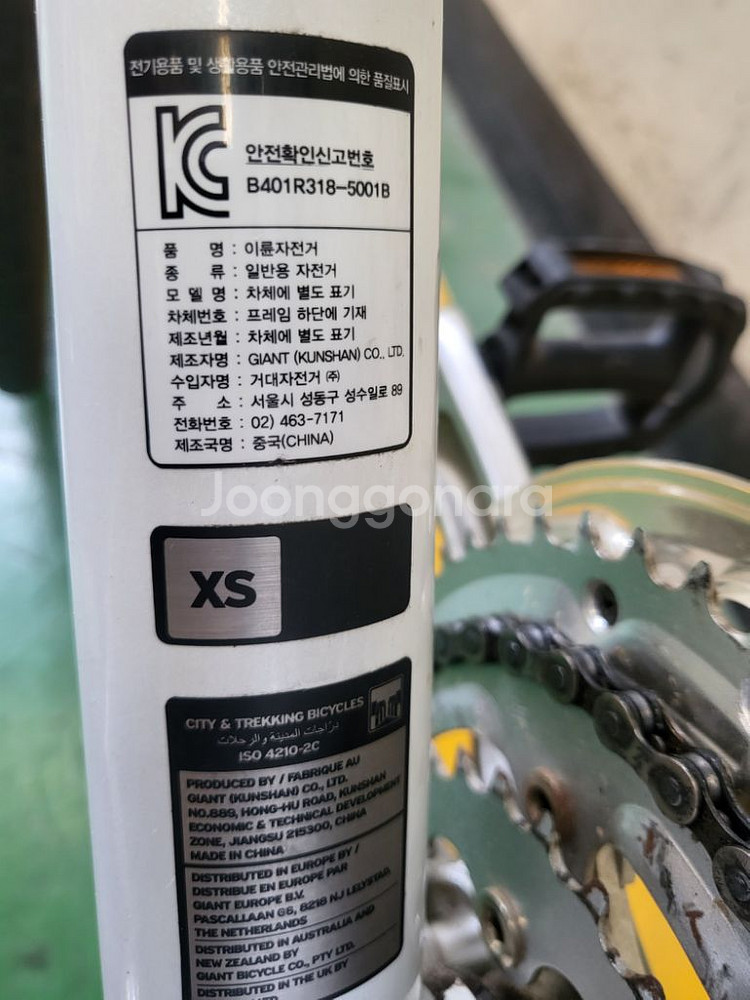 전기용품 및 생활용품 안전관리법에 의한 품질표시
안전확인신고번호
B401R318-5001B
품 명 : 이륜자전거
종 류 : 일반용 자전거
모 델 명 : 차체에 별도 표기
차체번호 : 프레임 하단에 기재
제조년월 : 차체에 별도 표기
제조자명 : GIANT (KUNSHAN) CO., LTD.
수입자명 : 거대자전거 ㈜
주 소 : 서울시 성동구 성수일로 89
전화번호 : 02) 463-7171
제조국명 : 중국(CHINA)
Joonggonara
XS
CITY & TREKKING BICYCLES
دراجات المدينة والرحلات
ISO 4210-2C
PRODUCED BY / FABRIQUE AU
GIANT (KUNSHAN) CO., LTD.
NO.889, HONG-HU ROAD, KUNSHAN
ECONOMIC & TECHNICAL DEVELOPMENT
ZONE, JIANGSU 215300, CHINA
MADE IN CHINA
DISTRIBUTED IN EUROPE BY /
DISTRIBUE EN EUROPE PAR
GIANT EUROPE B.V.
PASCALLAAN 66, 8218 NJ LELYSTAD
THE NETHERLANDS
DISTRIBUTED IN AUSTRALIA AND
NEW ZEALAND BY
GIANT BICYCLE CO., PTY LTD.
DISTRIBUTED IN THE UK BY